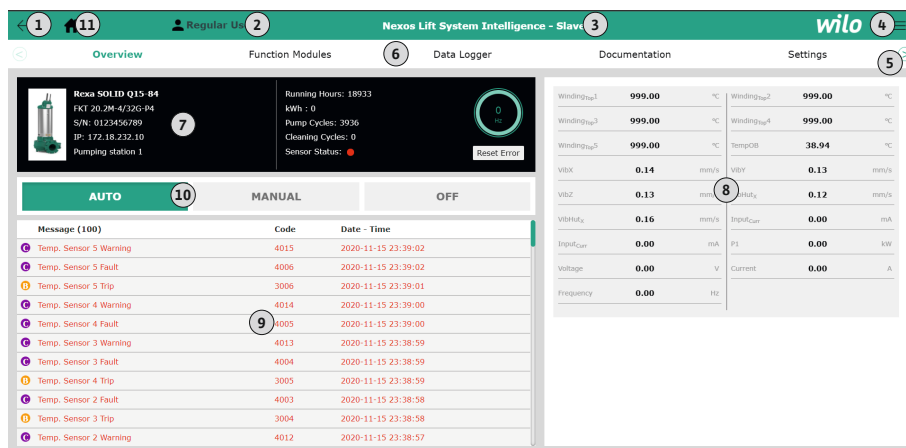 1 11 Regular Us 2 Nexos Lift System Intelligence - Slave 3 wilo 4
< Overview Function Modules 6 Data Logger Documentation Settings 5
Rexa SOLID Q15-84
FKT 20.2M-4/32G-P4
S/N: 0123456789
IP: 172.18.232.10
Pumping station 1
7
Running Hours: 18933
kWh : 0
Pump Cycles: 3936
Cleaning Cycles: 0
Sensor Status:
0
Hz
Reset Error
AUTO 10 MANUAL OFF
Message (100) Code Date - Time
C Temp. Sensor 5 Warning 4015 2020-11-15 23:39:02
C Temp. Sensor 5 Fault 4006 2020-11-15 23:39:02
B Temp. Sensor 5 Trip 3006 2020-11-15 23:39:01
C Temp. Sensor 4 Warning 4014 2020-11-15 23:39:00
C Temp. Sensor 4 Fault 9 4005 2020-11-15 23:39:00
C Temp. Sensor 3 Warning 4013 2020-11-15 23:38:59
C Temp. Sensor 3 Fault 4004 2020-11-15 23:38:59
B Temp. Sensor 4 Trip 3005 2020-11-15 23:38:59
C Temp. Sensor 2 Fault 4003 2020-11-15 23:38:58
B Temp. Sensor 3 Trip 3004 2020-11-15 23:38:58
C Temp. Sensor 2 Warning 4012 2020-11-15 23:38:57
WindingTop1 999.00 °C WindingTop2 999.00 °C
WindingTop3 999.00 °C WindingTop4 999.00 °C
WindingTop5 999.00 °C TempOB 38.94 °C
VibX 0.14 mm/s VibY 0.13 mm/s
VibZ 0.13 mm/ 8 bHutX 0.12 mm/s
VibHutX 0.16 mm/s InputCurr 0.00 mA
InputCurr 0.00 mA P1 0.00 kW
Voltage 0.00 V Current 0.00 A
Frequency 0.00 Hz